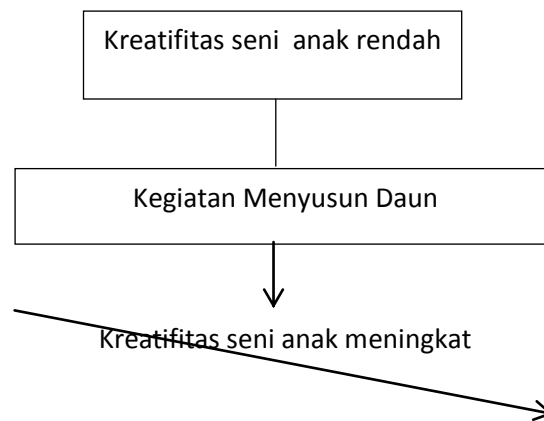 Kreatifitas seni anak rendah
Kegiatan Menyusun Daun
Kreatifitas seni anak meningkat